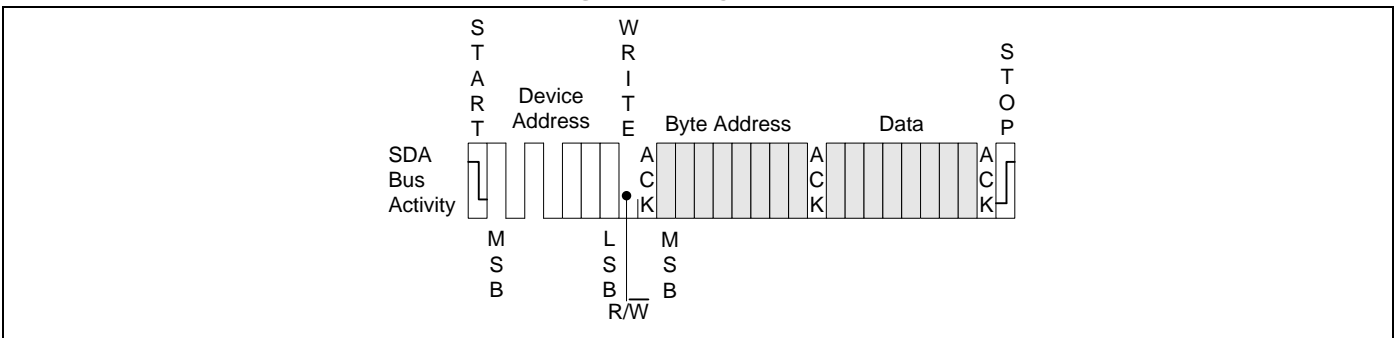 START
WRITE
STOP
Device
Address
Byte Address
Data
SDA
Bus
Activity
ACK
ACK
ACK
MSB
LSB
MSB
R/W̅